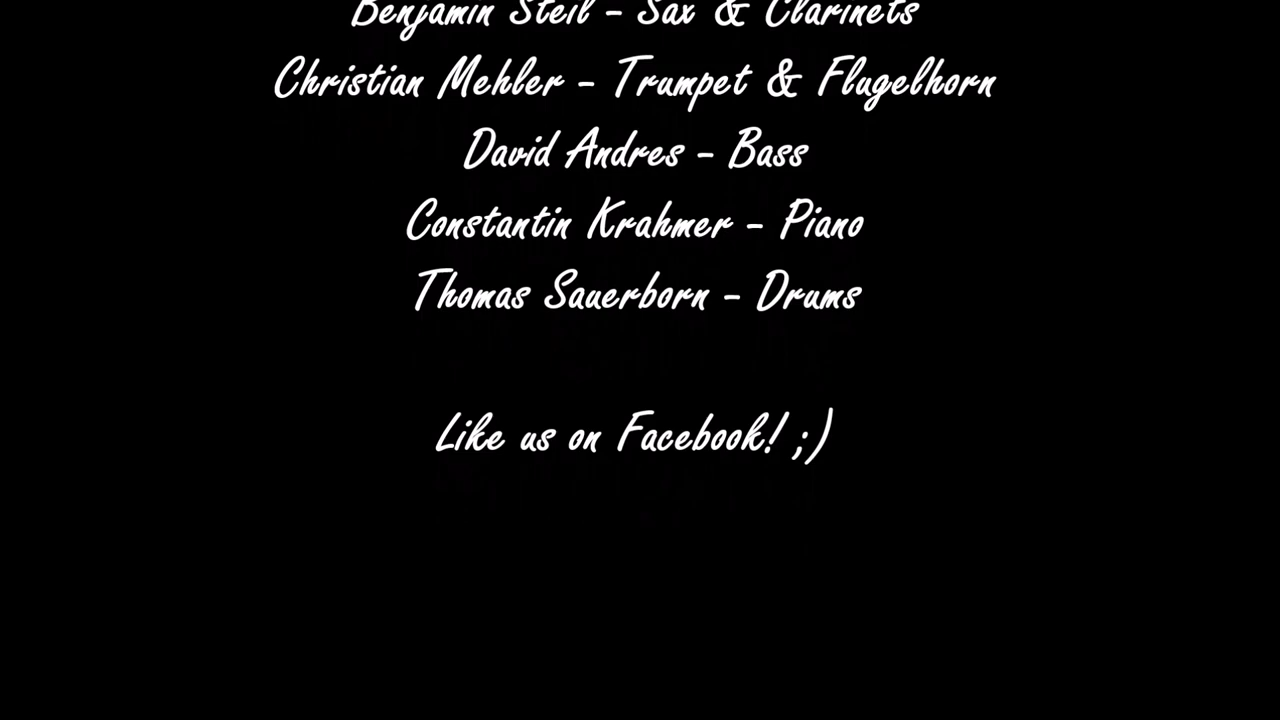 Benjamin Steil - Sax & Clarinets
Christian Mehler - Trumpet & Flugelhorn
David Andres - Bass
Constantin Krahmer - Piano
Thomas Sauerborn - Drums
Like us on Facebook! ;)